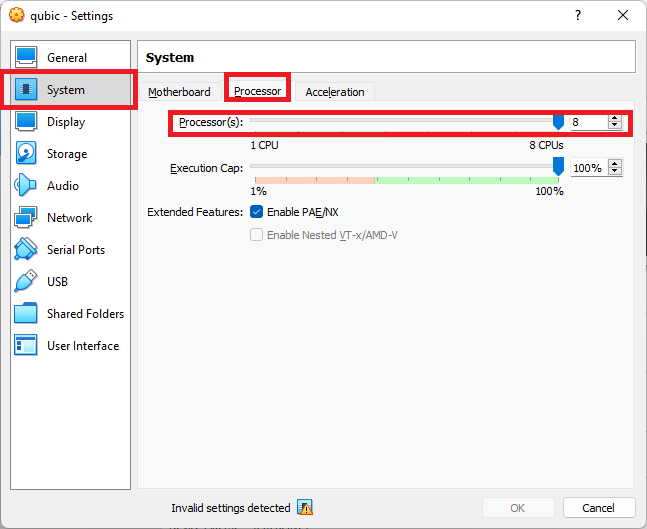 qubic - Settings
?
General
System
Display
Storage
Audio
Network
Serial Ports
USB
Shared Folders
User Interface
System
Motherboard Processor Acceleration
Processor(s): 8
1 CPU 8 CPUs
Execution Cap: 100%
1% 100%
Extended Features: Enable PAE/NX
Enable Nested VT-x/AMD-V
Invalid settings detected OK Cancel